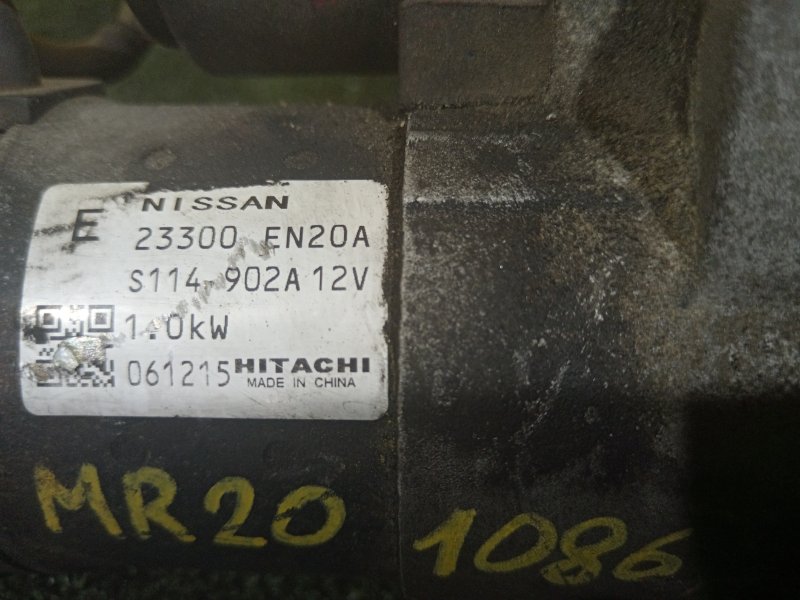 NISSAN
E 23300 EN20A
S114 902A 12V
1.0kW
061215 HITACHI
MADE IN CHINA
MR20 1086